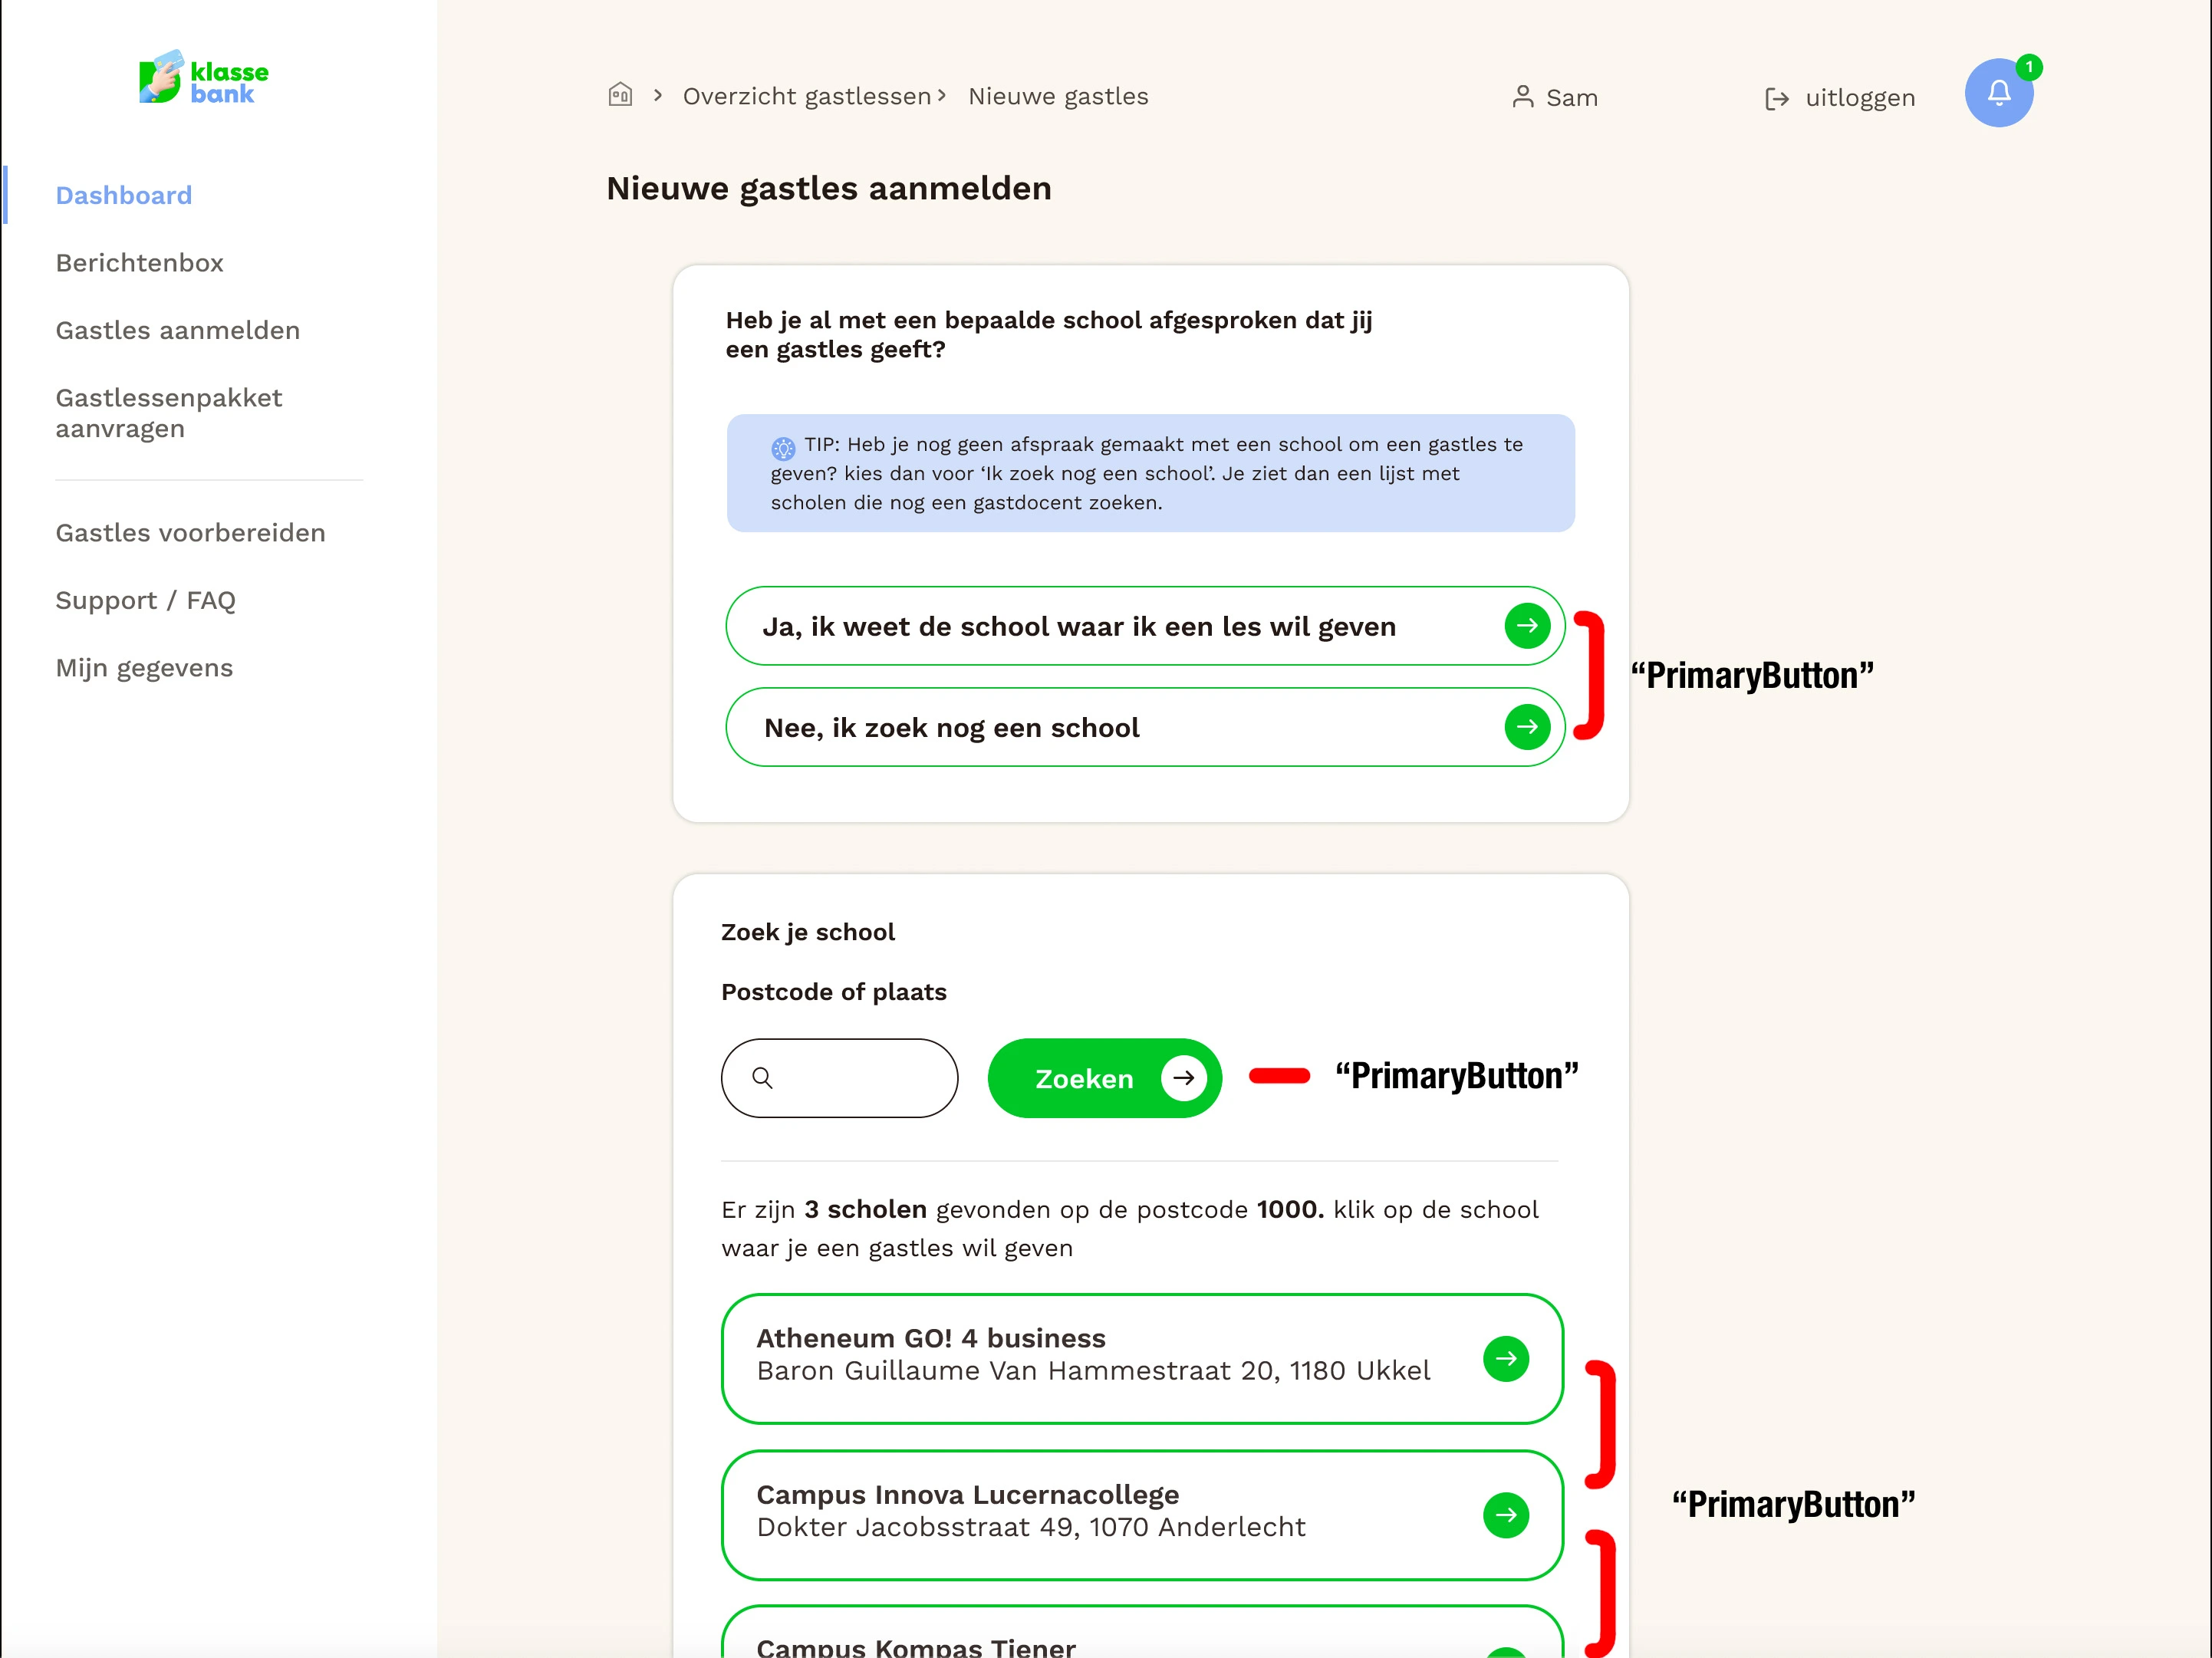 klasse
bank
Overzicht gastlessen
Nieuwe gastles
Sam
uitloggen
1
Dashboard
Berichtenbox
Gastles aanmelden
Gastlessenpakket
aanvragen
Gastles voorbereiden
Support / FAQ
Mijn gegevens
Nieuwe gastles aanmelden
Heb je al met een bepaalde school afgesproken dat jij
een gastles geeft?
TIP: Heb je nog geen afspraak gemaakt met een school om een gastles te
geven? kies dan voor ‘Ik zoek nog een school’. Je ziet dan een lijst met
scholen die nog een gastdocent zoeken.
Ja, ik weet de school waar ik een les wil geven
Nee, ik zoek nog een school
“PrimaryButton”
Zoek je school
Postcode of plaats
Zoeken
“PrimaryButton”
Er zijn 3 scholen gevonden op de postcode 1000. klik op de school
waar je een gastles wil geven
Atheneum GO! 4 business
Baron Guillaume Van Hammestraat 20, 1180 Ukkel
Campus Innova Lucernacollege
Dokter Jacobsstraat 49, 1070 Anderlecht
“PrimaryButton”
Campus Kompas Tiener